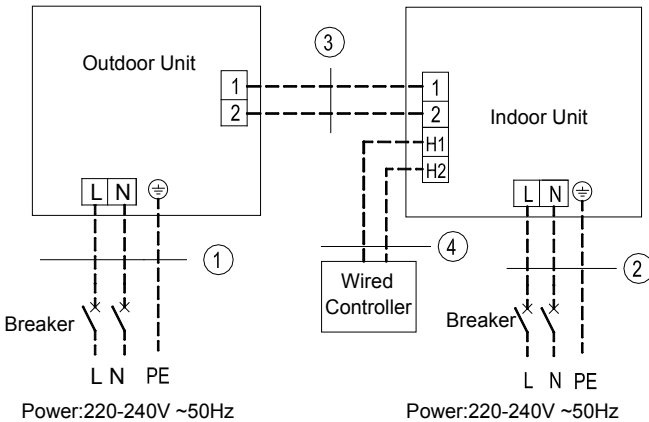 Outdoor Unit
1
2
L N
3
1
2
H1
H2
Indoor Unit
L N
1
4
2
Wired
Controller
Breaker
L N PE
Power:220-240V ~50Hz
Breaker
L N PE
Power:220-240V ~50Hz